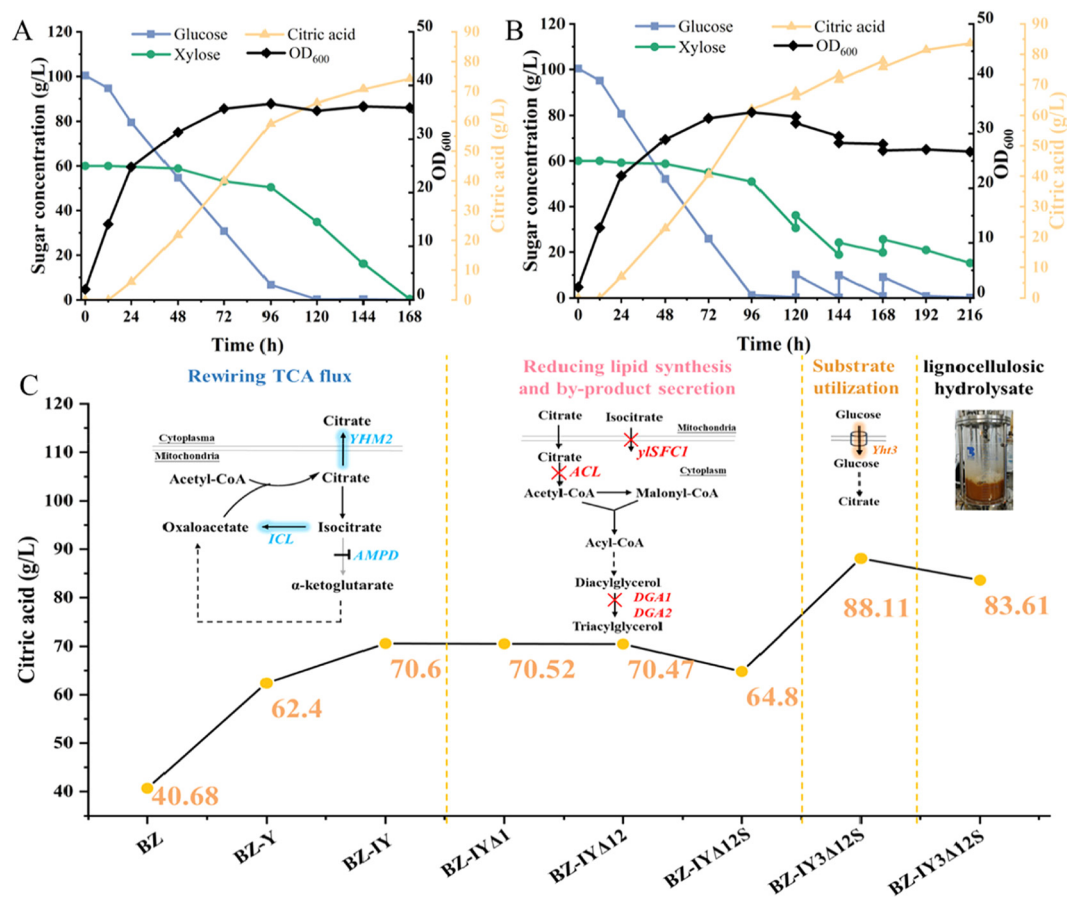 A
Glucose
Citric acid
Xylose
OD600
Sugar concentration (g/L)
120
100
80
60
40
20
0
0 24 48 72 96 120 144 168
Time (h)
50
40
30
20
10
0
OD600
90
80
70
60
50
40
30
20
10
0
Citric acid (g/L)
B
Glucose
Citric acid
Xylose
OD600
Sugar concentration (g/L)
120
100
80
60
40
20
0
0 24 48 72 96 120 144 168 192 216
Time (h)
50
40
30
20
10
0
OD600
90
80
70
60
50
40
30
20
10
0
Citric acid (g/L)
C
Rewiring TCA flux
Reducing lipid synthesis
and by-product secretion
Substrate
utilization
lignocellulosic
hydrolysate
Citric acid (g/L)
120
110
100
90
80
70
60
50
40
Citrate
Cytoplasma
YHM2
Mitochondria
Acetyl-CoA
Citrate
Oxaloacetate
ICL
Isocitrate
AMPD
α-ketoglutarate
Citrate
Isocitrate
Mitochondria
ylSFC1
Citrate
Cytoplasm
ACL
Acetyl-CoA
Malonyl-CoA
Acyl-CoA
Diacylglycerol
DGA1
DGA2
Triacylglycerol
Glucose
Yht3
Glucose
Citrate
40.68
62.4
70.6
70.52
70.47
64.8
88.11
83.61
BZ
BZ-Y
BZ-IY
BZ-IYΔ1
BZ-IYΔ12
BZ-IYΔ12S
BZ-IY3Δ12S
BZ-IY3Δ12S